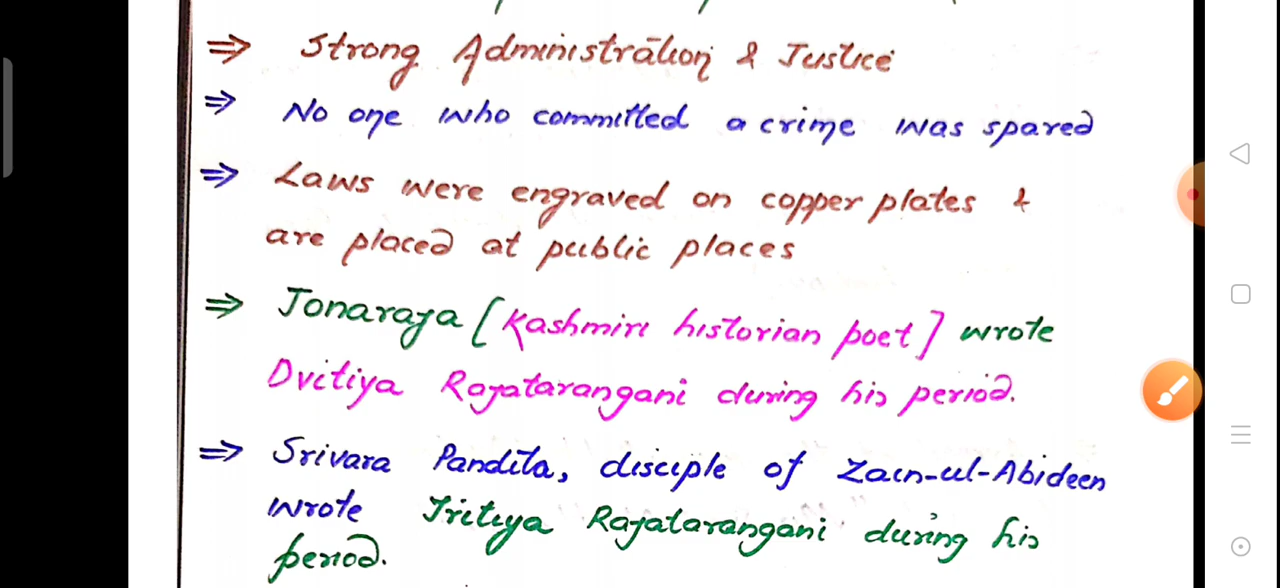 ⇒ Strong Administration & Justice
⇒ No one who committed a crime was spared
⇒ Laws were engraved on copper plates &
are placed at public places
⇒ Jonaraja [Kashmiri historian poet] wrote
Dvitiya Rajatarangani during his period.
⇒ Srivara Pandita, disciple of Zain-ul-Abideen
wrote Tritiya Rajatarangani during his
period.